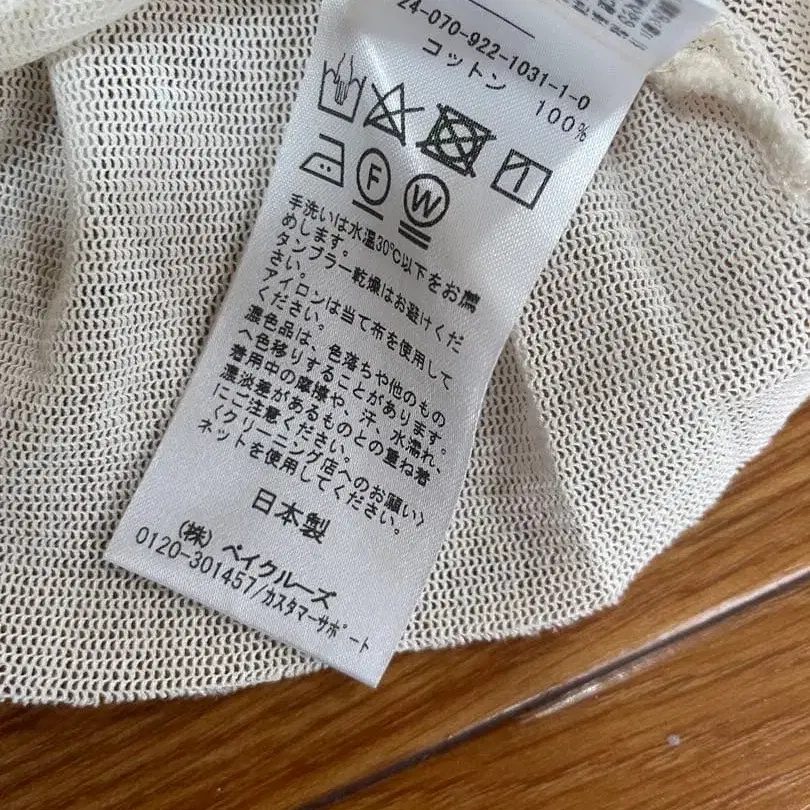 24-070-922-1031-1-0
コットン 100%
F
W
手洗いは水温30℃以下をお薦
めします。
タンブラー乾燥はお避けくだ
さい。
アイロンは当て布を使用して
ください。
濃色品は、色落ちや他のもの
へ色移りすることがあります。
着用中の摩擦や、汗、水濡れ、
濃淡差があるものとの重ね着
にご注意ください。
〈クリーニング店へのお願い〉
ネットを使用してください。
日本製
(株) ベイクルーズ
0120-301457/カスタマーサポート